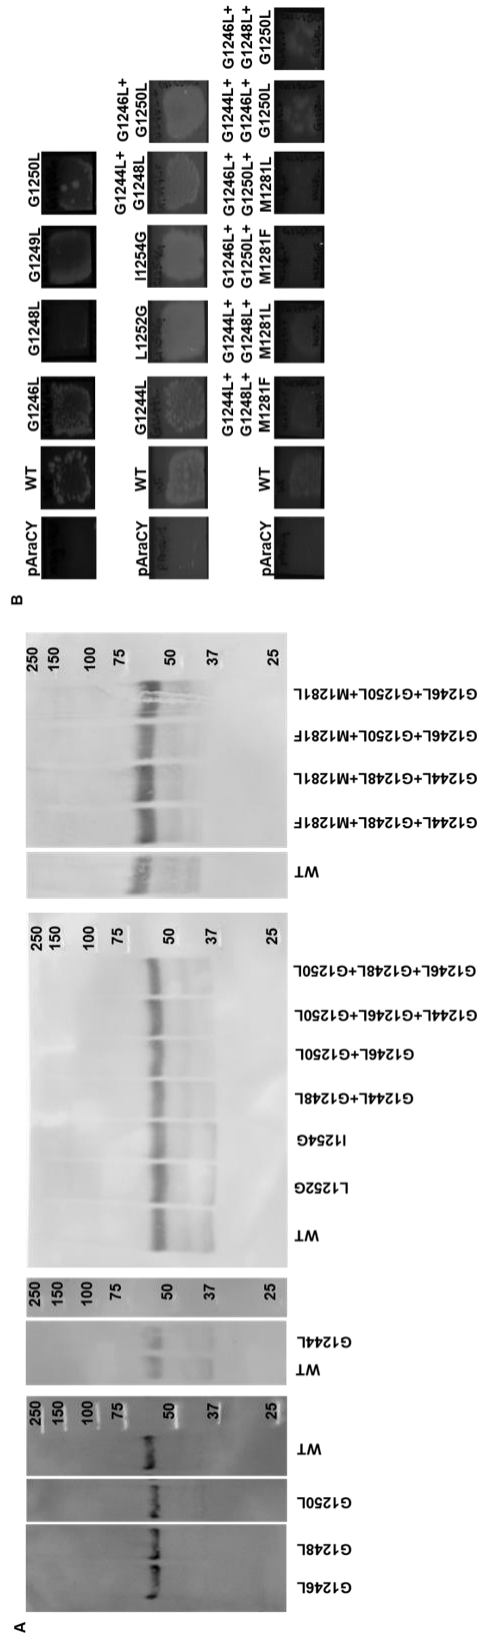 A
250
150
100
75
50
37
25
G1246L
G1248L
G1250L
WT
250
150
100
75
50
37
25
WT
G1244L
250
150
100
75
50
37
25
WT
L1252G
I1254G
G1244L+G1248L
G1246L+G1250L
G1244L+G1246L+G1250L
G1246L+G1248L+G1250L
250
150
100
75
50
37
25
WT
G1244L+G1248L+M1281F
G1244L+G1248L+M1281L
G1246L+G1250L+M1281F
G1246L+G1250L+M1281L
B
pAraCY WT G1246L G1248L G1249L G1250L
G1244L+ G1246L+
pAraCY WT G1244L L1252G I1254G G1248L G1250L
G1244L+ G1244L+ G1246L+ G1246L+ G1244L+ G1246L+
G1248L+ G1248L+ G1250L+ G1250L+ G1246L+ G1248L+
pAraCY WT M1281F M1281L M1281F M1281L G1250L G1250L